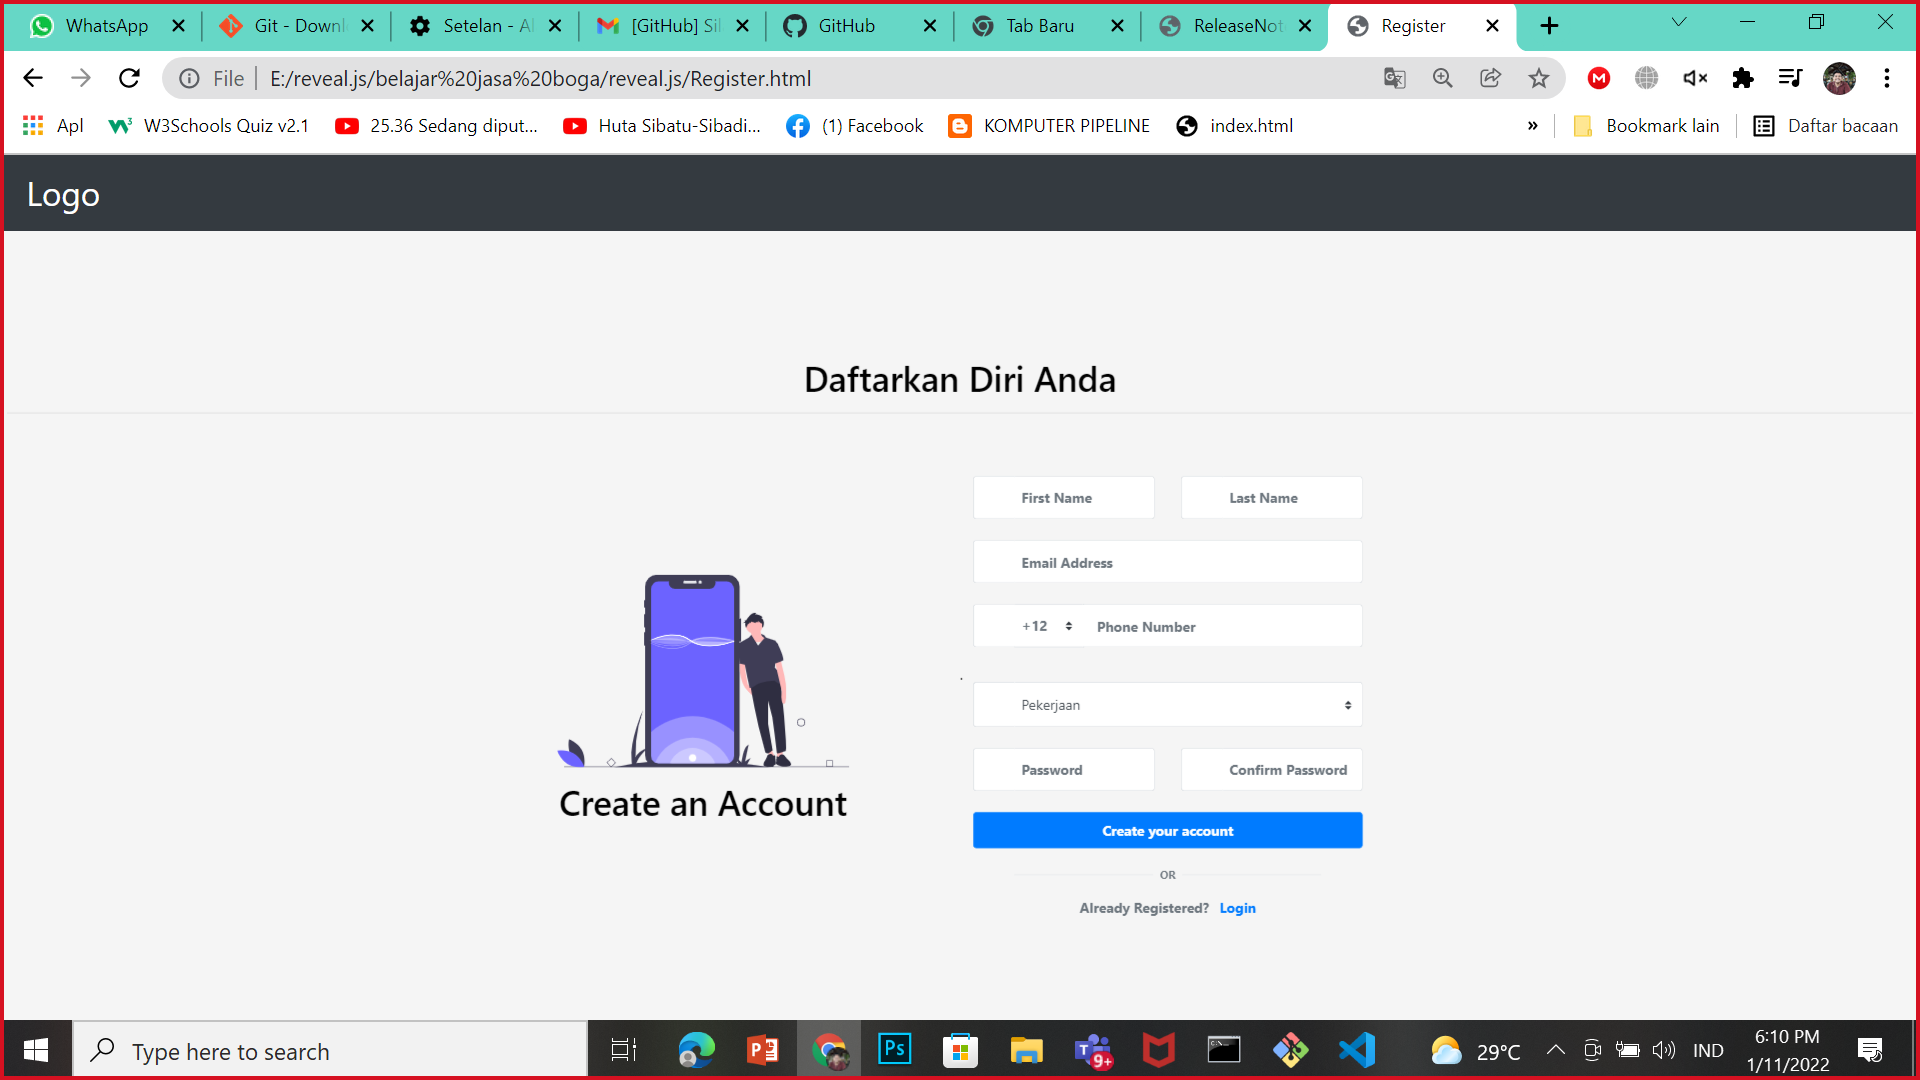 WhatsApp
Git - Downl
Setelan - Al
[GitHub] Sil
GitHub
Tab Baru
ReleaseNot
Register
File
E:/reveal.js/belajar%20jasa%20boga/reveal.js/Register.html
Apl
W3Schools Quiz v2.1
25.36 Sedang diput...
Huta Sibatu-Sibadi...
(1) Facebook
KOMPUTER PIPELINE
index.html
»
Bookmark lain
Daftar bacaan
Logo
Daftarkan Diri Anda
First Name
Last Name
Email Address
+12
Phone Number
.
Pekerjaan
Password
Confirm Password
Create an Account
Create your account
OR
Already Registered? Login
Type here to search
Ps
9+
29°C
IND
6:10 PM
1/11/2022